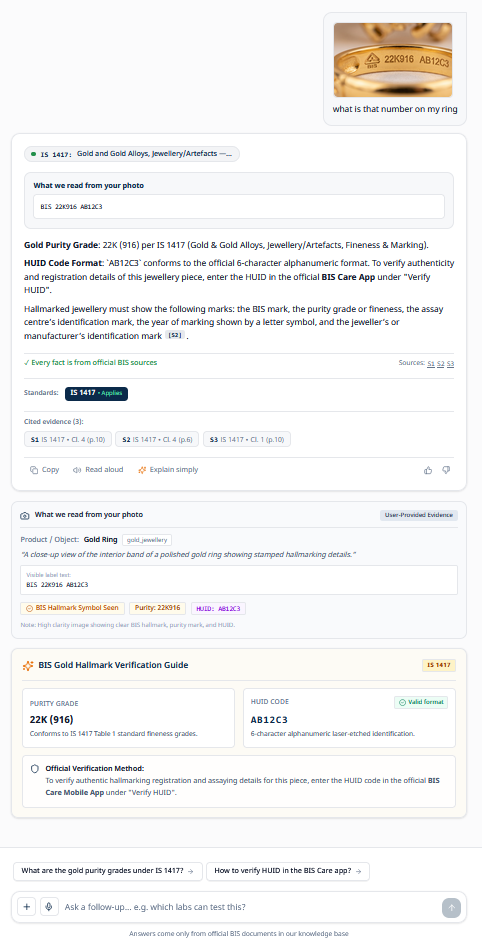 22K916 AB12C3
what is that number on my ring
IS 1417: Gold and Gold Alloys, Jewellery/Artefacts —...
What we read from your photo
BIS 22K916 AB12C3
Gold Purity Grade: 22K (916) per IS 1417 (Gold & Gold Alloys, Jewellery/Artefacts, Fineness & Marking).
HUID Code Format: `AB12C3` conforms to the official 6-character alphanumeric format. To verify authenticity
and registration details of this jewellery piece, enter the HUID in the official BIS Care App under "Verify
HUID".
Hallmarked jewellery must show the following marks: the BIS mark, the purity grade or fineness, the assay
centre's identification mark, the year of marking shown by a letter symbol, and the jeweller's or
manufacturer's identification mark [S2] .
✓ Every fact is from official BIS sources
Sources: S1 S2 S3
Standards: IS 1417 • Applies
Cited evidence (3):
S1 IS 1417 • Cl. 4 (p.10) S2 IS 1417 • Cl. 4 (p.6) S3 IS 1417 • Cl. 1 (p.10)
Copy Read aloud Explain simply
What we read from your photo User-Provided Evidence
Product / Object: Gold Ring gold_jewellery
"A close-up view of the interior band of a polished gold ring showing stamped hallmarking details."
Visible label text:
BIS 22K916 AB12C3
BIS Hallmark Symbol Seen Purity: 22K916 HUID: AB12C3
Note: High clarity image showing clear BIS hallmark, purity mark, and HUID.
BIS Gold Hallmark Verification Guide IS 1417
PURITY GRADE
22K (916)
Conforms to IS 1417 Table 1 standard fineness grades.
HUID CODE Valid format
AB12C3
6-character alphanumeric laser-etched identification.
Official Verification Method:
To verify authentic hallmarking registration and assaying details for this piece, enter the HUID code in the official BIS
Care Mobile App under "Verify HUID".
What are the gold purity grades under IS 1417? → How to verify HUID in the BIS Care app? →
Ask a follow-up... e.g. which labs can test this?
Answers come only from official BIS documents in our knowledge base